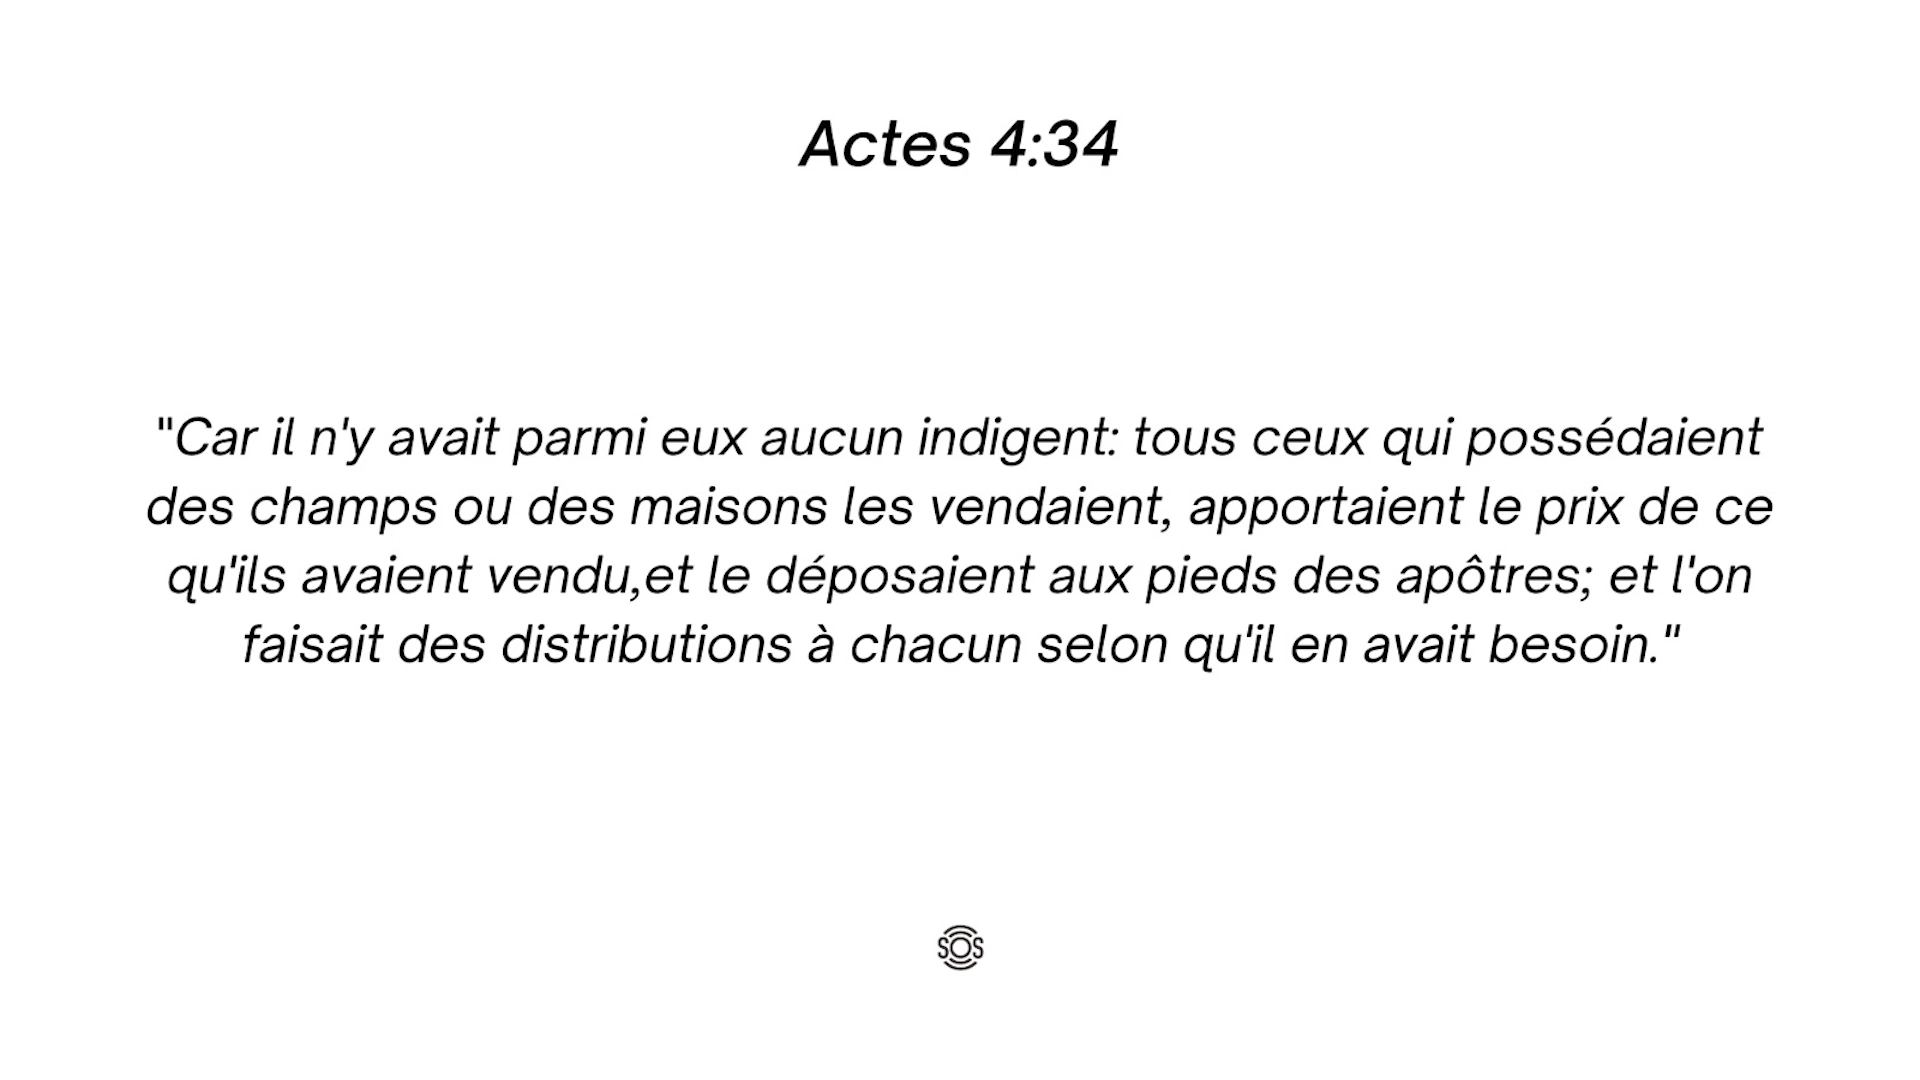 Actes 4:34
"Car il n'y avait parmi eux aucun indigent: tous ceux qui possédaient
des champs ou des maisons les vendaient, apportaient le prix de ce
qu'ils avaient vendu,et le déposaient aux pieds des apôtres; et l'on
faisait des distributions à chacun selon qu'il en avait besoin."
SOS